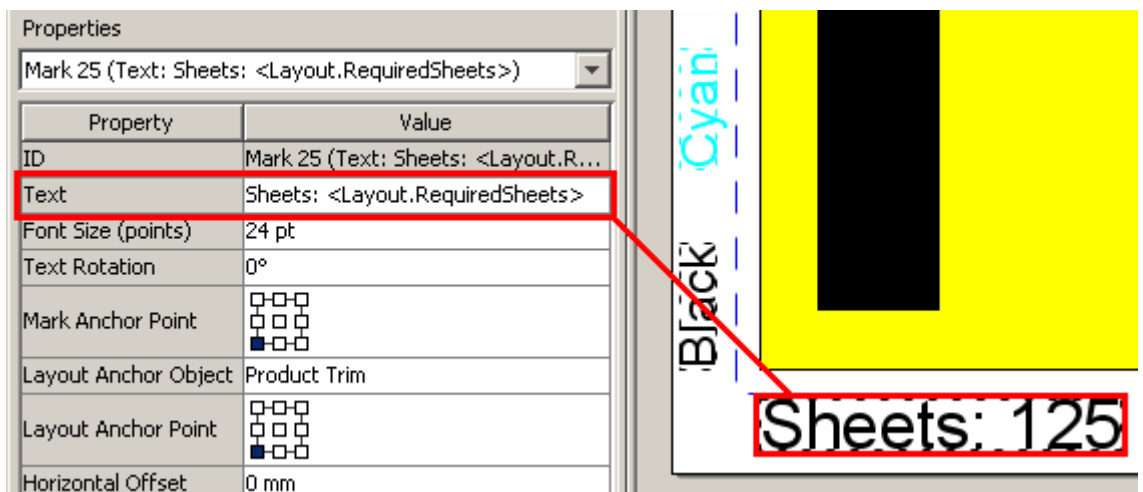 Properties
Mark 25 (Text: Sheets: <Layout.RequiredSheets>)
Property Value
ID Mark 25 (Text: Sheets: <Layout.R...
Text Sheets: <Layout.RequiredSheets>
Font Size (points) 24 pt
Text Rotation 0°
Mark Anchor Point
Layout Anchor Object Product Trim
Layout Anchor Point
Horizontal Offset 0 mm
Cyan
Black
Sheets: 125